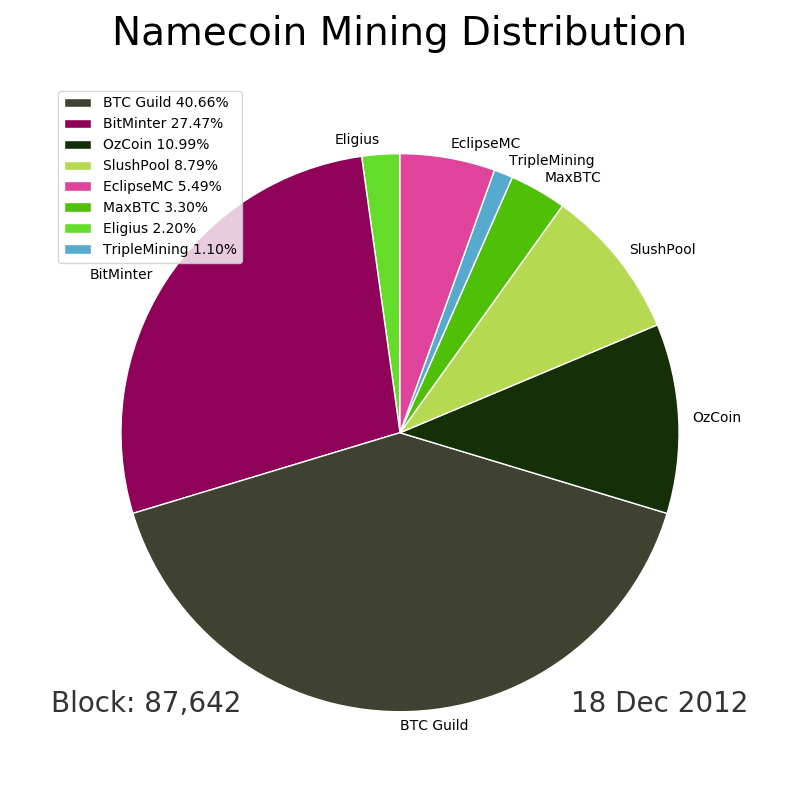 Namecoin Mining Distribution
BTC Guild 40.66%
BitMinter 27.47%
OzCoin 10.99%
SlushPool 8.79%
EclipseMC 5.49%
MaxBTC 3.30%
Eligius 2.20%
TripleMining 1.10%
Eligius
EclipseMC
TripleMining
MaxBTC
SlushPool
BitMinter
OzCoin
BTC Guild
Block: 87,642
18 Dec 2012